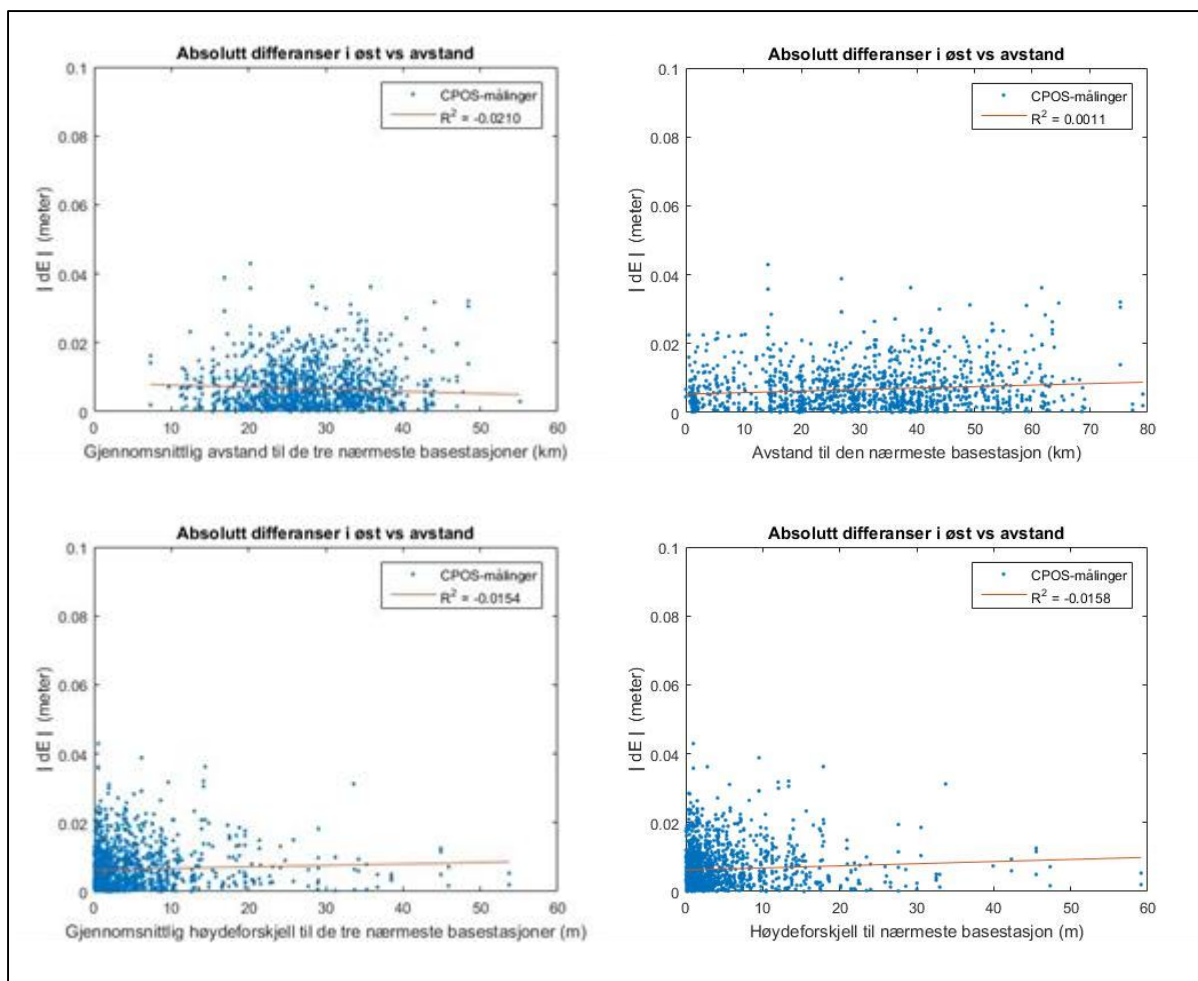 Absolutt differanser i øst vs avstand
0.1
0.08
0.06
0.04
0.02
0
CPOS-målinger
R² = -0.0210
| dE | (meter)
0 10 20 30 40 50 60
Gjennomsnittlig avstand til de tre nærmeste basestasjoner (km)
Absolutt differanser i øst vs avstand
0.1
0.08
0.06
0.04
0.02
0
CPOS-målinger
R² = 0.0011
| dE | (meter)
0 10 20 30 40 50 60 70 80
Avstand til den nærmeste basestasjon (km)
Absolutt differanser i øst vs avstand
0.1
0.08
0.06
0.04
0.02
0
CPOS-målinger
R² = -0.0154
| dE | (meter)
0 10 20 30 40 50 60
Gjennomsnittlig høydeforskjell til de tre nærmeste basestasjoner (m)
Absolutt differanser i øst vs avstand
0.1
0.08
0.06
0.04
0.02
0
CPOS-målinger
R² = -0.0158
| dE | (meter)
0 10 20 30 40 50 60
Høydeforskjell til nærmeste basestasjon (m)